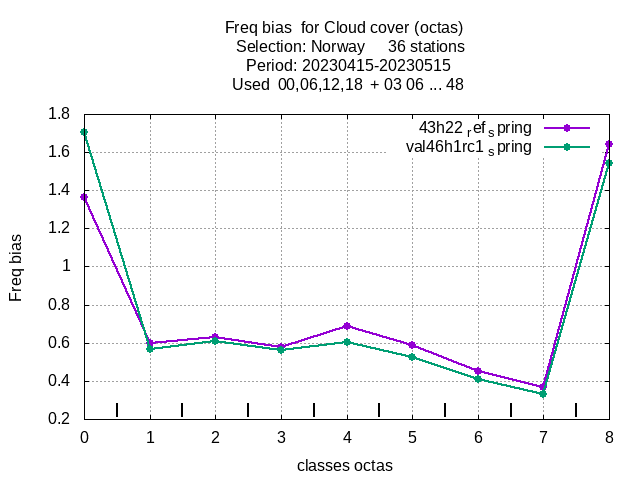 Freq bias  for Cloud cover (octas)
Selection: Norway     36 stations
Period: 20230415-20230515
Used  00,06,12,18  + 03 06 ... 48
43h22 ref spring
val46h1rc1 spring
1.8
1.6
1.4
1.2
1
0.8
0.6
0.4
0.2
Freq bias
0 1 2 3 4 5 6 7 8
classes octas